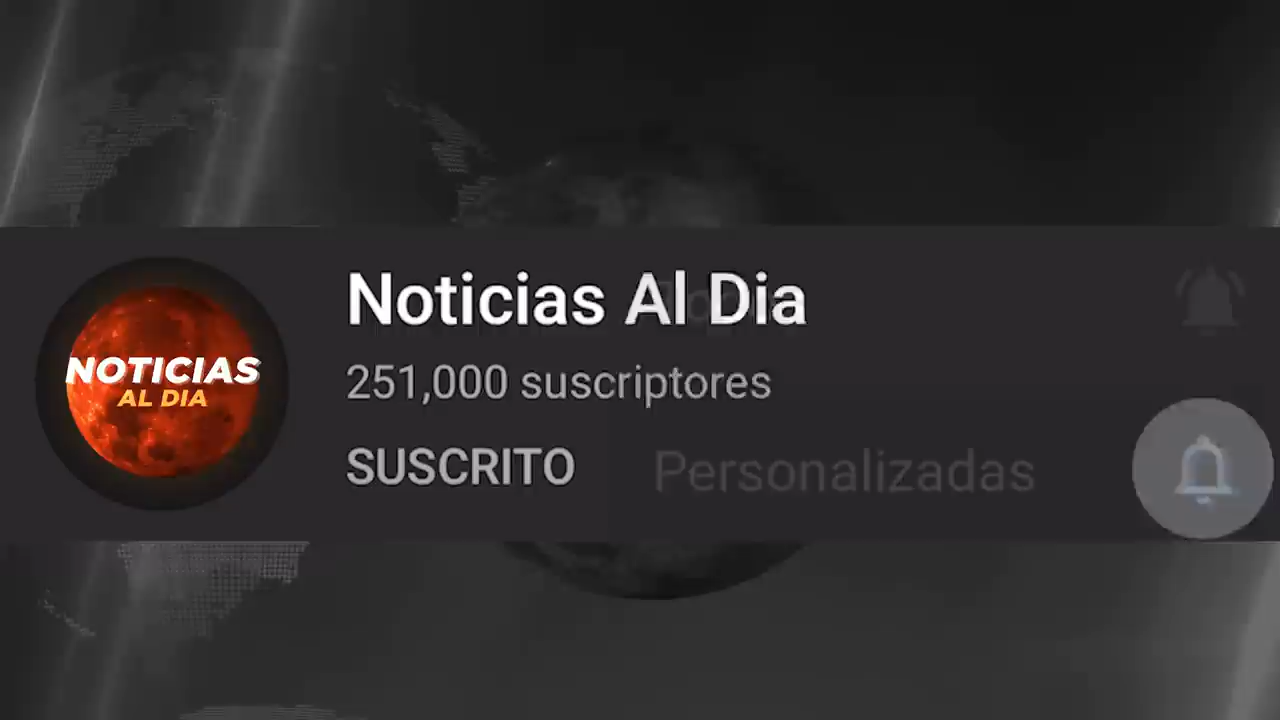 NOTICIAS
AL DIA
Noticias Al Dia
251,000 suscriptores
SUSCRITO
Personalizadas